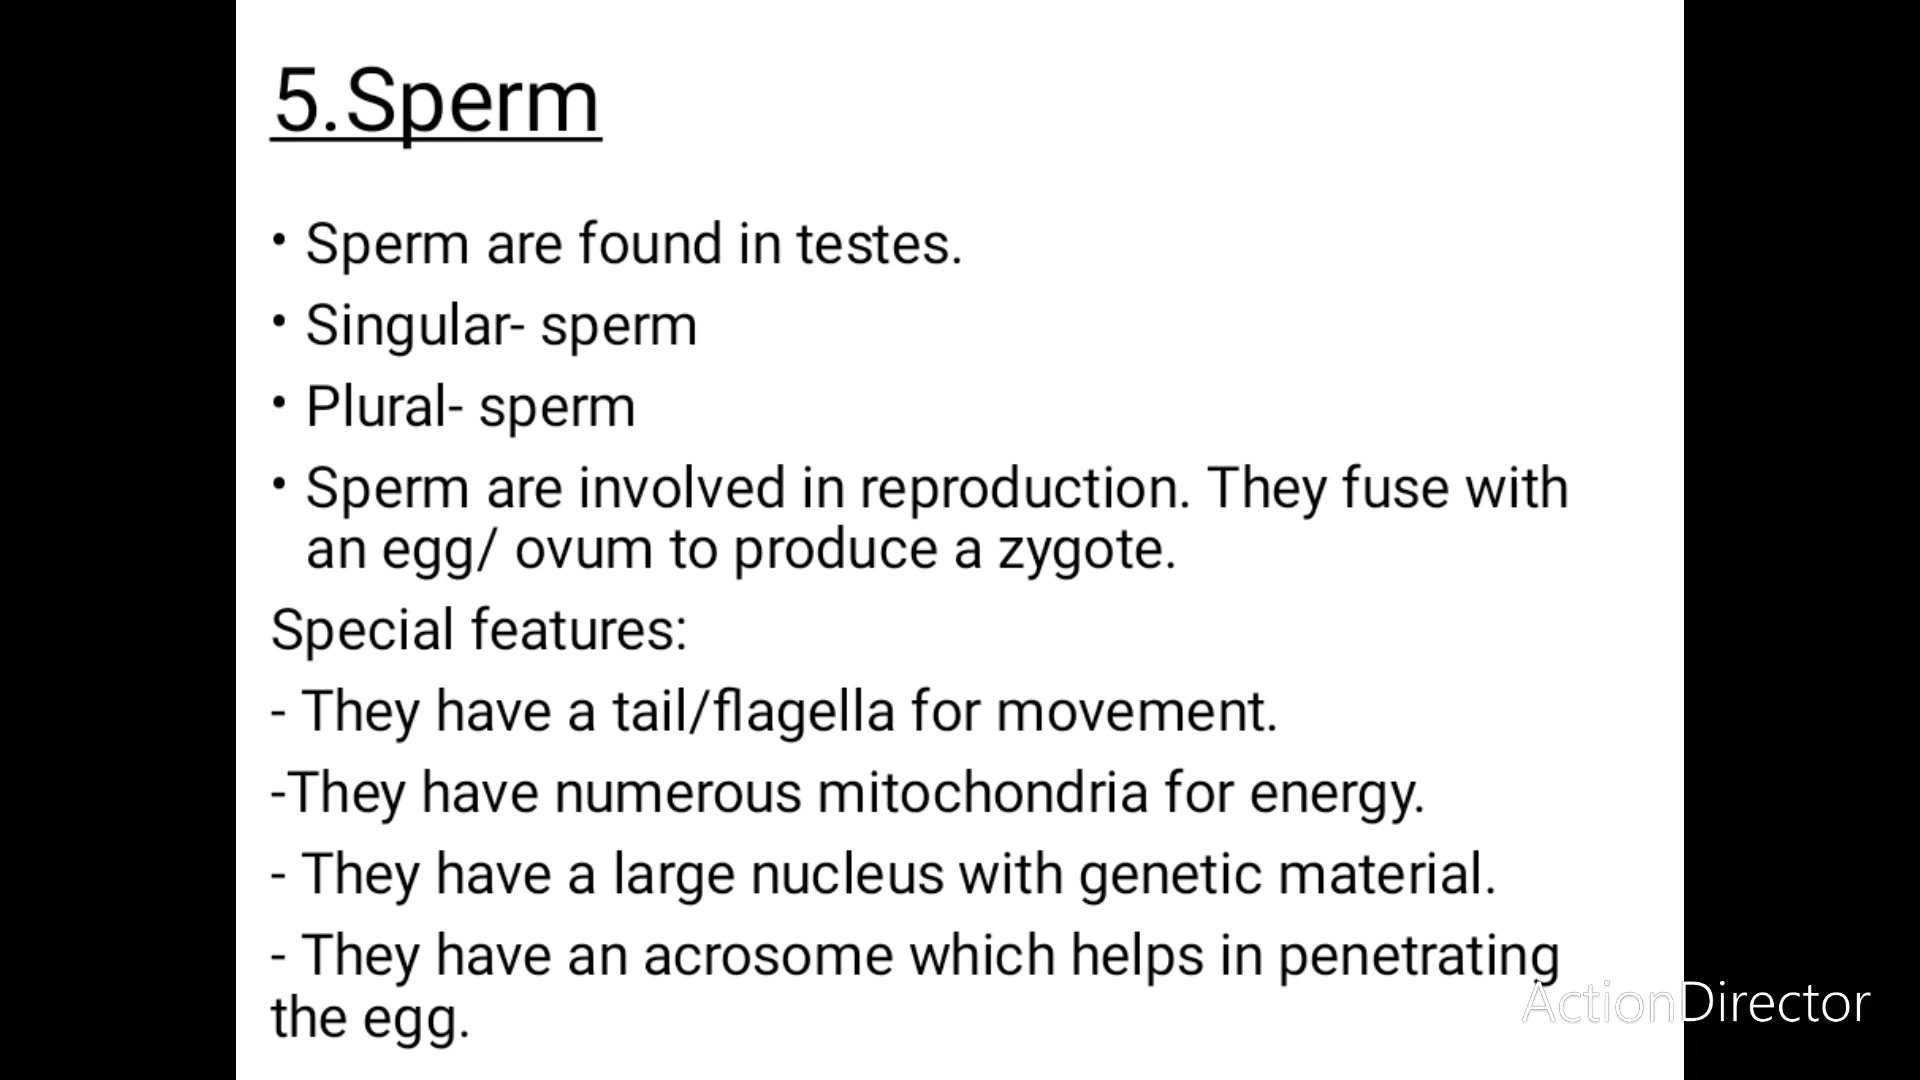 5.Sperm
• Sperm are found in testes.
• Singular- sperm
• Plural- sperm
• Sperm are involved in reproduction. They fuse with
an egg/ ovum to produce a zygote.
Special features:
- They have a tail/flagella for movement.
-They have numerous mitochondria for energy.
- They have a large nucleus with genetic material.
- They have an acrosome which helps in penetrating
the egg.
ActionDirector